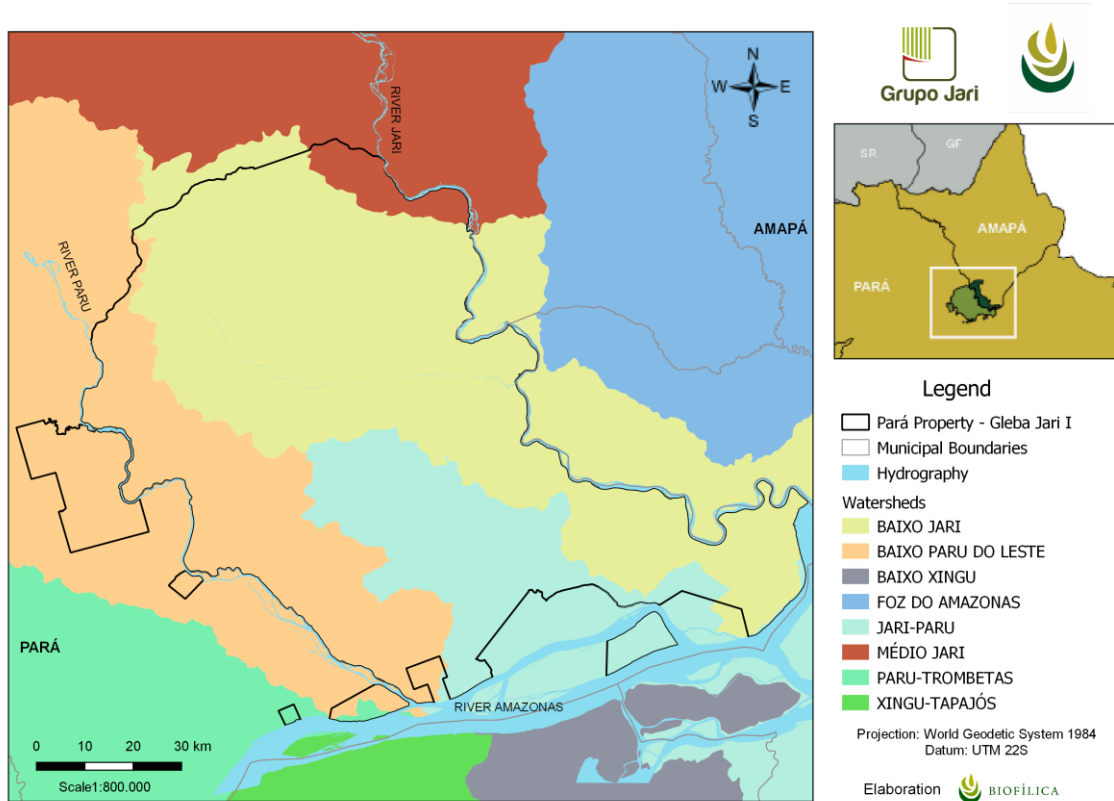 N
W E
S
RIVER JARI
RIVER PARU
AMAPÁ
PARÁ
RIVER AMAZONAS
0 10 20 30 km
Scale1:800.000
Grupo Jari
SR
GF
AMAPÁ
PARÁ
Legend
Pará Property - Gleba Jari I
Municipal Boundaries
Hydrography
Watersheds
BAIXO JARI
BAIXO PARU DO LESTE
BAIXO XINGU
FOZ DO AMAZONAS
JARI-PARU
MÉDIO JARI
PARU-TROMBETAS
XINGU-TAPAJÓS
Projection: World Geodetic System 1984
Datum: UTM 22S
Elaboration BIOFÍLICA